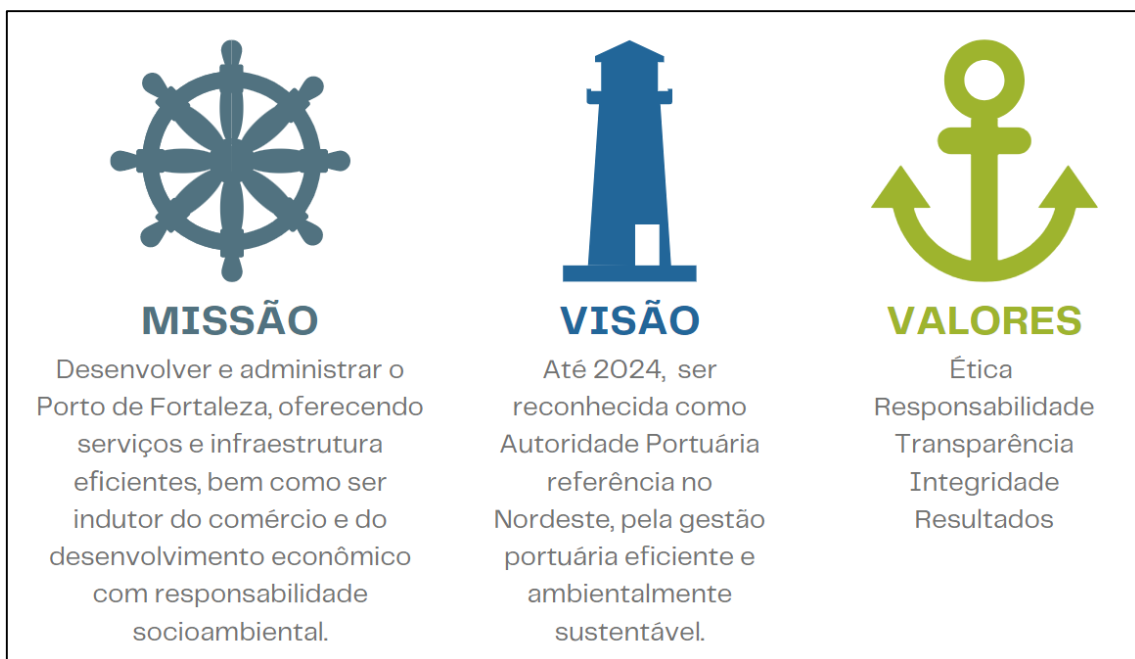 MISSÃO
Desenvolver e administrar o
Porto de Fortaleza, oferecendo
serviços e infraestrutura
eficientes, bem como ser
indutor do comércio e do
desenvolvimento econômico
com responsabilidade
socioambiental.
VISÃO
Até 2024, ser
reconhecida como
Autoridade Portuária
referência no
Nordeste, pela gestão
portuária eficiente e
ambientalmente
sustentável.
VALORES
Ética
Responsabilidade
Transparência
Integridade
Resultados